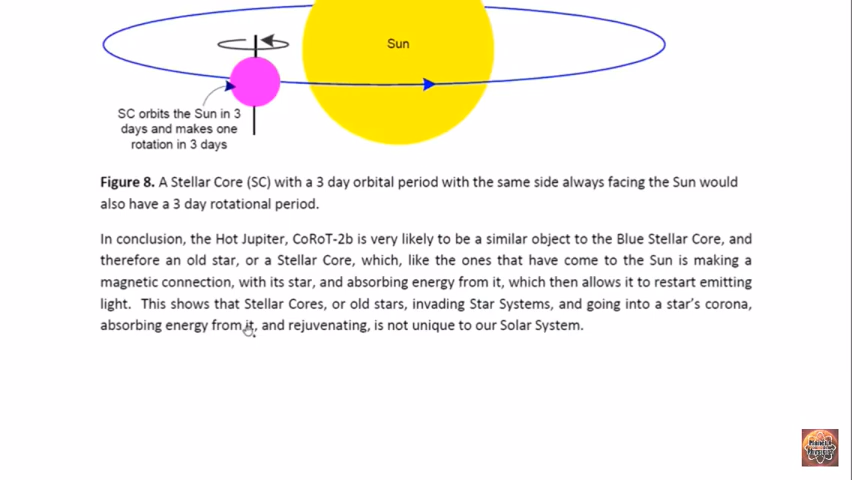 Sun
SC orbits the Sun in 3
days and makes one
rotation in 3 days
Figure 8. A Stellar Core (SC) with a 3 day orbital period with the same side always facing the Sun would
also have a 3 day rotational period.
In conclusion, the Hot Jupiter, CoRoT-2b is very likely to be a similar object to the Blue Stellar Core, and
therefore an old star, or a Stellar Core, which, like the ones that have come to the Sun is making a
magnetic connection, with its star, and absorbing energy from it, which then allows it to restart emitting
light. This shows that Stellar Cores, or old stars, invading Star Systems, and going into a star's corona,
absorbing energy from it, and rejuvenating, is not unique to our Solar System.